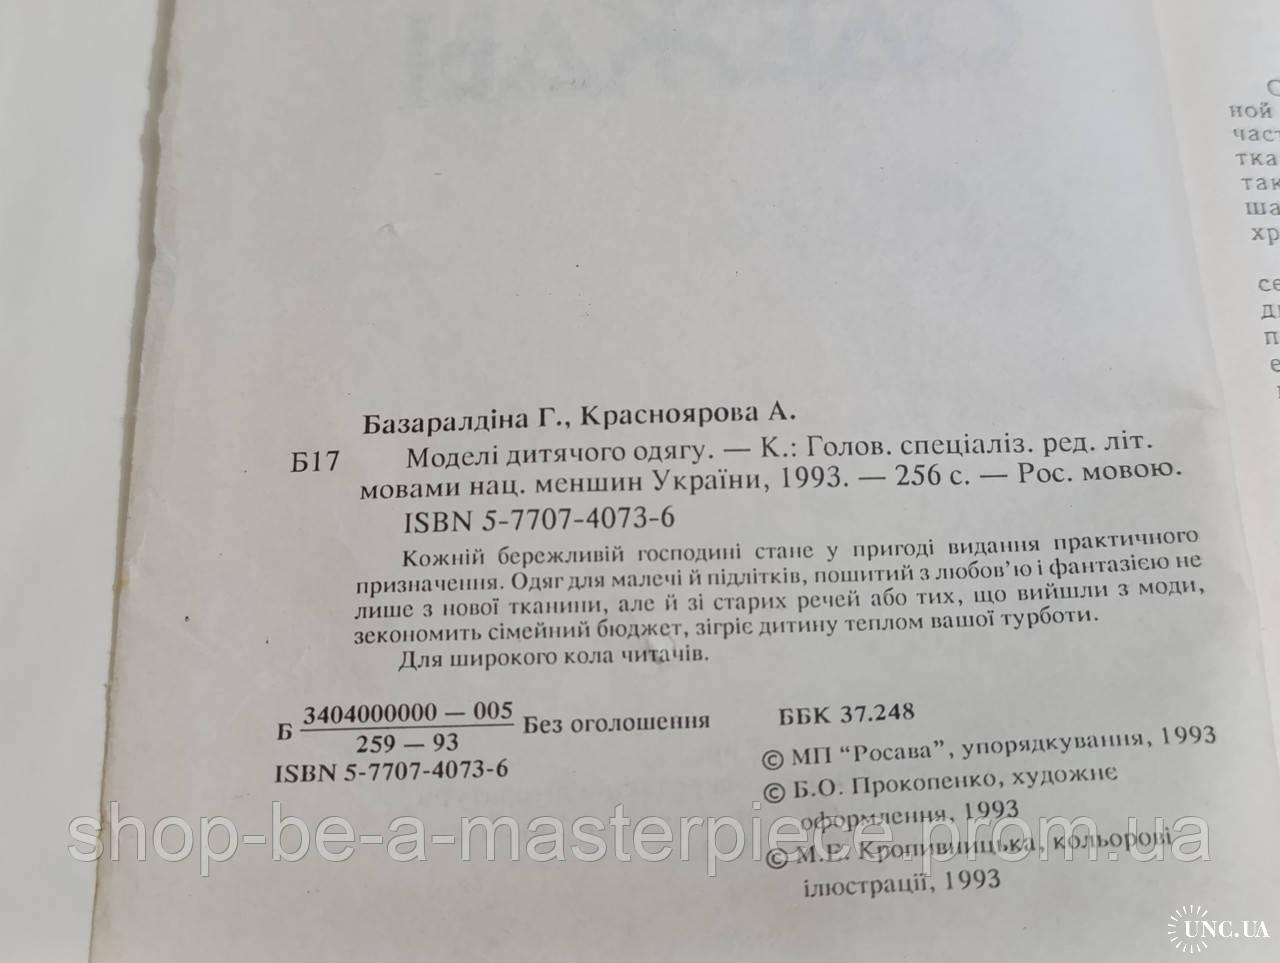 Базаралдіна Г., Красноярова А.
Б17 Моделі дитячого одягу. — К.: Голов. спеціаліз. ред. літ.
мовами нац. меншин України, 1993. — 256 с. — Рос. мовою.
ISBN 5-7707-4073-6
Кожній бережливій господині стане у пригоді видання практичного
призначення. Одяг для малечі й підлітків, пошитий з любов’ю і фантазією не
лише з нової тканини, але й зі старих речей або тих, що вийшли з моди,
зекономить сімейний бюджет, зігріє дитину теплом вашої турботи.
Для широкого кола читачів.
Б 3404000000 — 005
259 — 93
Без оголошення
ISBN 5-7707-4073-6
ББК 37.248
© МП “Росава”, упорядкування, 1993
© Б.О. Прокопенко, художнє
оформлення, 1993
© М.Е. Кропивницька, кольорові
ілюстрації, 1993
shop-be-a-masterpiece.prom.ua
UNC.UA
ной